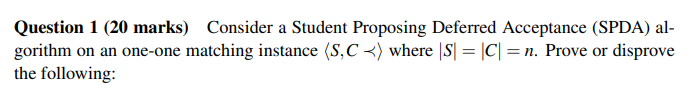 Question 1 (20 marks) Consider a Student Proposing Deferred Acceptance (SPDA) al-
gorithm on an one-one matching instance ⟨S,C ≺⟩ where |S| = |C| = n. Prove or disprove
the following: